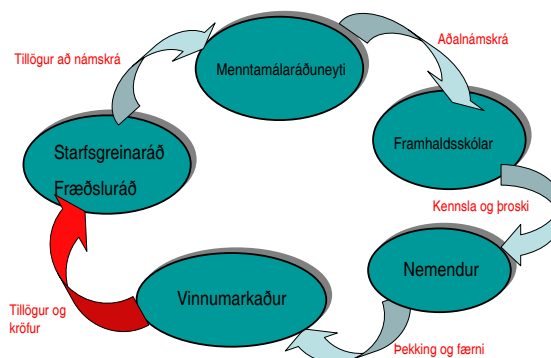 Tillögur að námskrá
Menntamálaráðuneyti
Aðalnámskrá
Framhaldsskólar
Kennsla og þroski
Nemendur
Þekking og færni
Vinnumarkaður
Tillögur og
kröfur
Starfsgreinaráð
Fræðsluráð